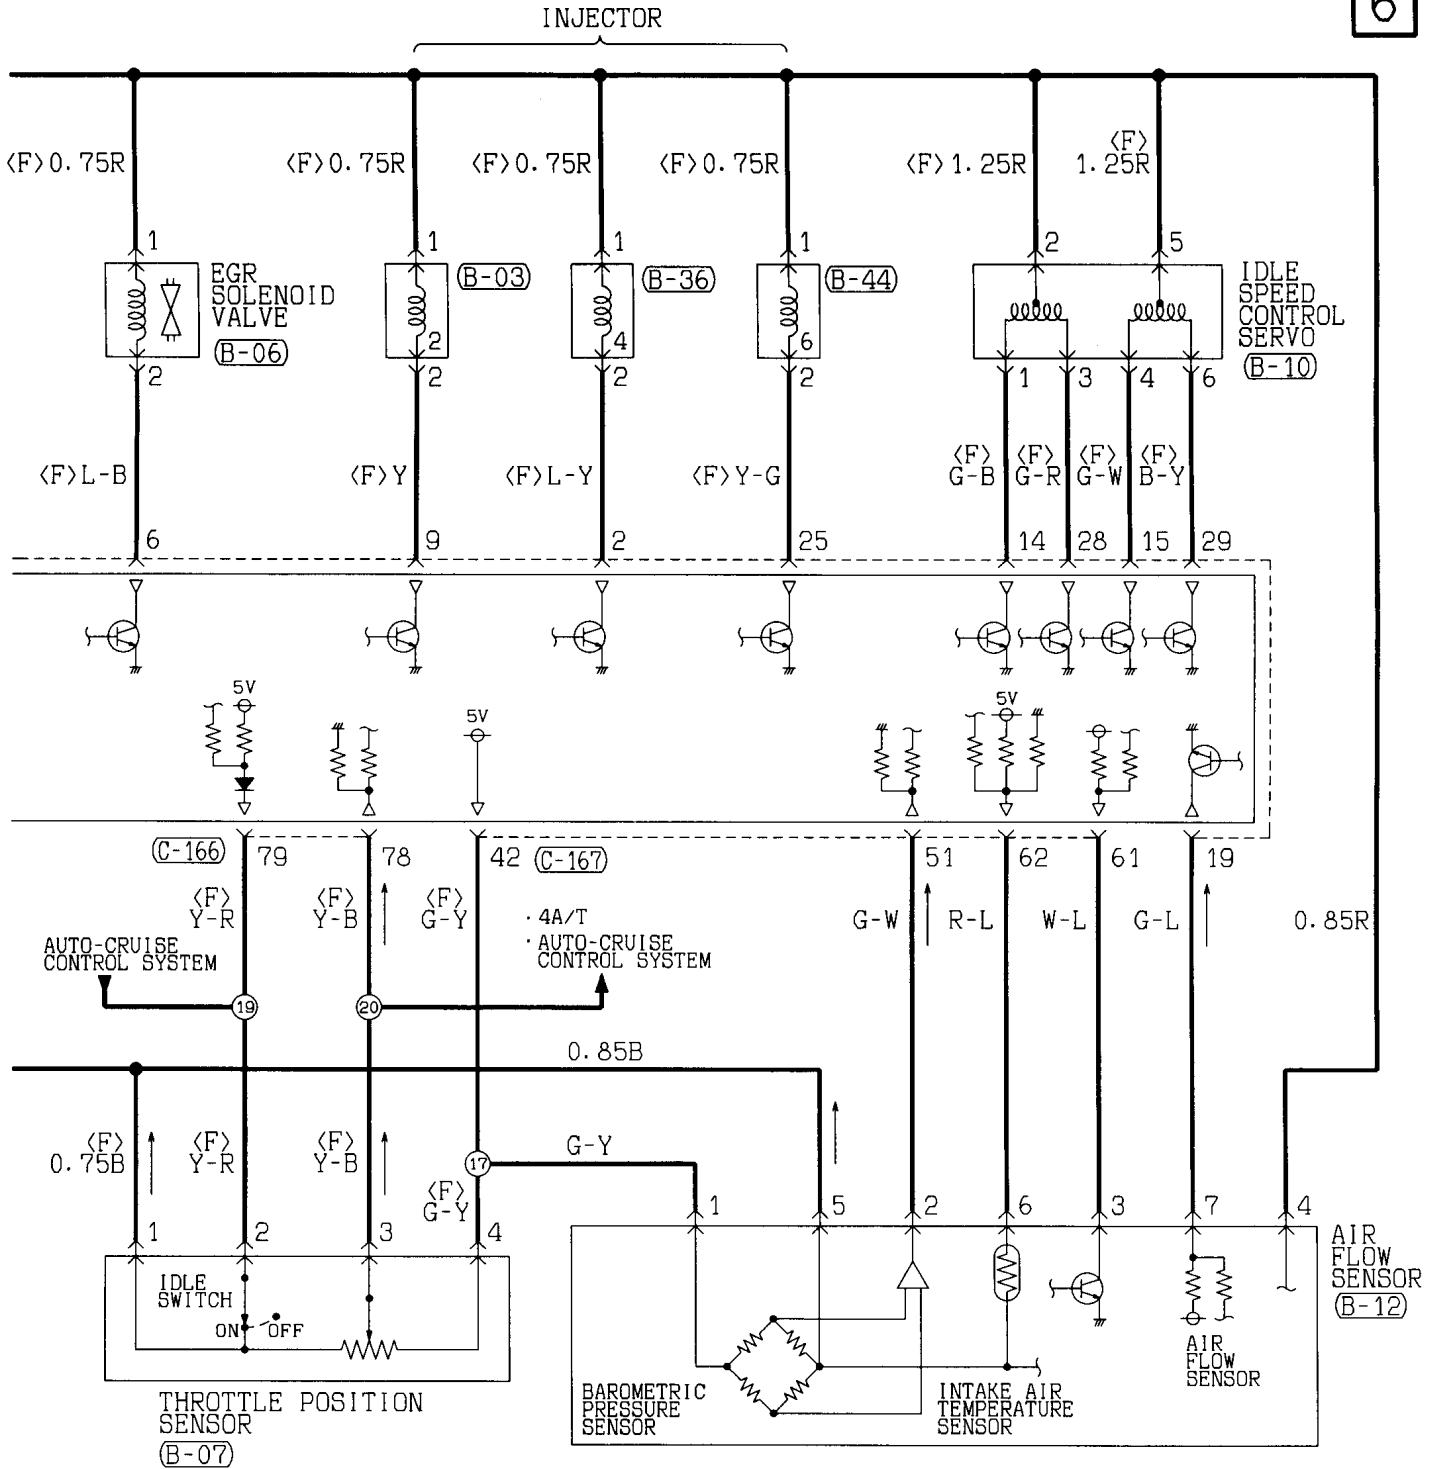 6
INJECTOR
<F>0.75R
<F>0.75R
<F>0.75R
<F>0.75R
<F>1.25R
<F>
1.25R
1
1
1
1
2
5
EGR
SOLENOID
VALVE
(B-06)
(B-03)
(B-36)
(B-44)
IDLE
SPEED
CONTROL
SERVO
(B-10)
2
4
6
2
2
2
2
1
3
4
6
<F>L-B
<F>Y
<F>L-Y
<F>Y-G
<F>
G-B
<F>
G-R
<F>
G-W
<F>
B-Y
6
9
2
25
14
28
15
29
5V
5V
5V
(C-166)
79
78
42
(C-167)
51
62
61
19
<F>
Y-R
<F>
Y-B
<F>
G-Y
· 4A/T
· AUTO-CRUISE
CONTROL SYSTEM
G-W
R-L
W-L
G-L
0.85R
AUTO-CRUISE
CONTROL SYSTEM
19
20
0.85B
<F>
0.75B
<F>
Y-R
<F>
Y-B
17
G-Y
<F>
G-Y
1
2
3
4
1
5
2
6
3
7
4
IDLE
SWITCH
ON
OFF
THROTTLE POSITION
SENSOR
(B-07)
BAROMETRIC
PRESSURE
SENSOR
INTAKE AIR
TEMPERATURE
SENSOR
AIR
FLOW
SENSOR
AIR
FLOW
SENSOR
(B-12)